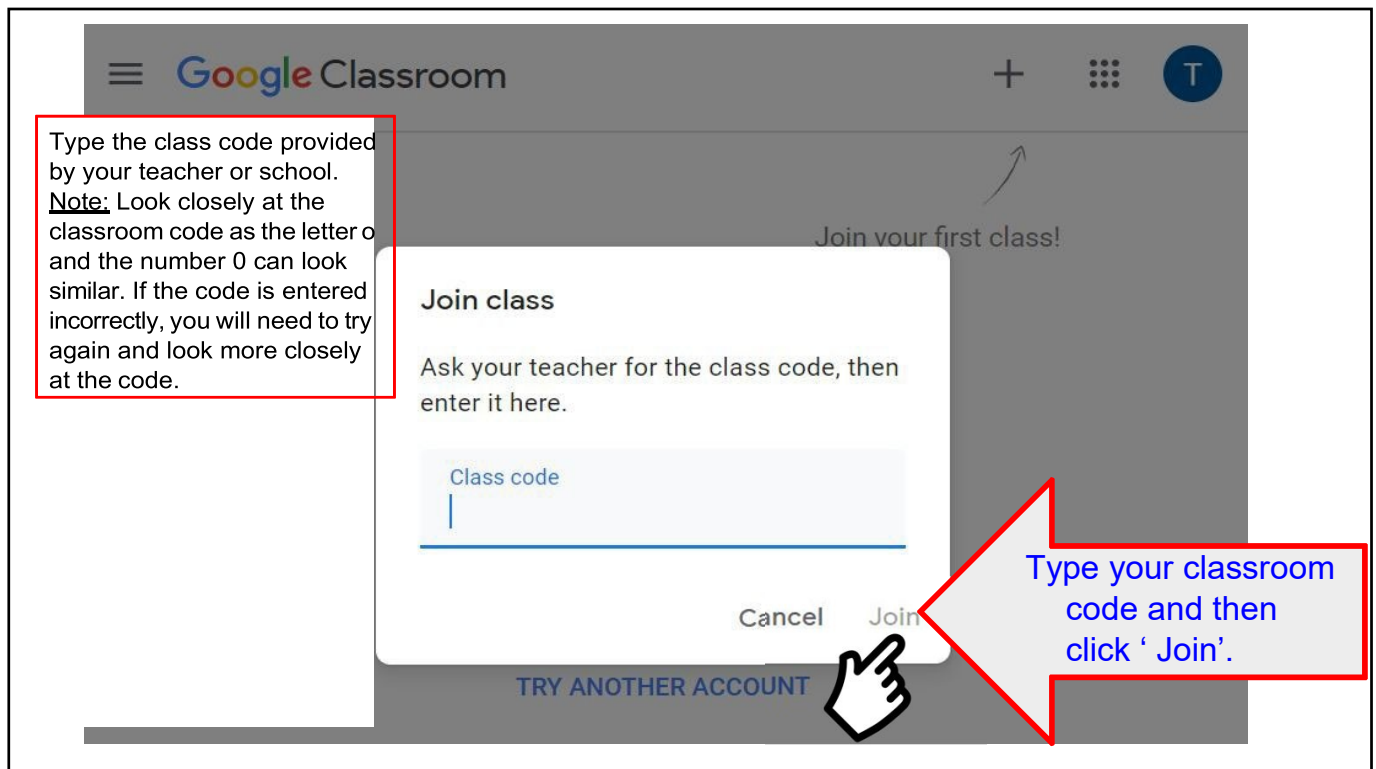 Google Classroom
T
Type the class code provided
by your teacher or school.
Note: Look closely at the
classroom code as the letter o
and the number 0 can look
similar. If the code is entered
incorrectly, you will need to try
again and look more closely
at the code.
Join your first class!
Join class
Ask your teacher for the class code, then
enter it here.
Class code
Cancel Join
Type your classroom
code and then
click ‘ Join’.
TRY ANOTHER ACCOUNT